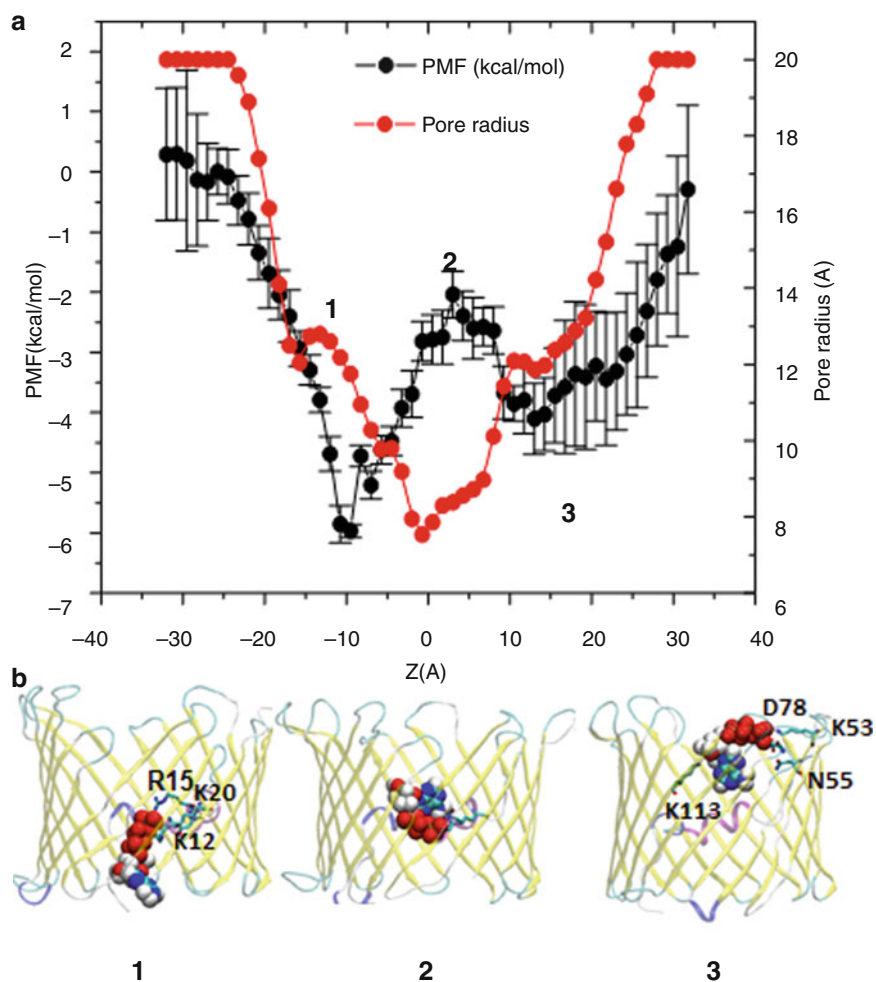 a
PMF (kcal/mol)
Pore radius
1
2
3
2
1
0
–1
–2
–3
–4
–5
–6
–7
PMF(kcal/mol)
20
18
16
14
12
10
8
6
Pore radius (A)
–40 –30 –20 –10 0 10 20 30 40
Z(A)
b
R15
K20
K12
D78
K53
N55
K113
1 2 3